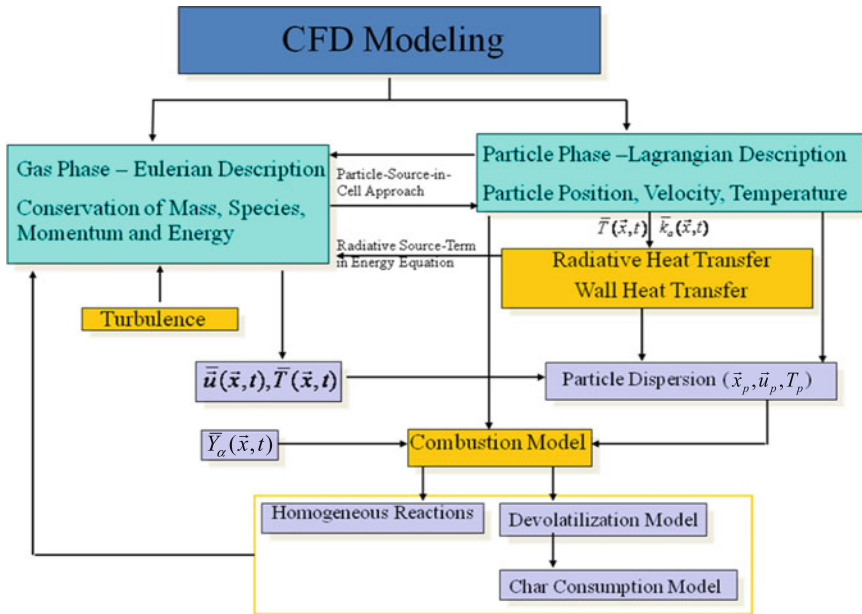 CFD Modeling
Gas Phase – Eulerian Description
Conservation of Mass, Species,
Momentum and Energy
Particle-Source-in-
Cell Approach
Particle Phase –Lagrangian Description
Particle Position, Velocity, Temperature
T̅(x⃗,t) k̅ₐ(x⃗,t)
Radiative Source-Term
in Energy Equation
Radiative Heat Transfer
Wall Heat Transfer
Turbulence
u̅⃗(x⃗,t),T̅(x⃗,t)
Particle Dispersion (x⃗ₚ,u⃗ₚ,Tₚ)
Y̅_α(x⃗,t)
Combustion Model
Homogeneous Reactions
Devolatilization Model
Char Consumption Model